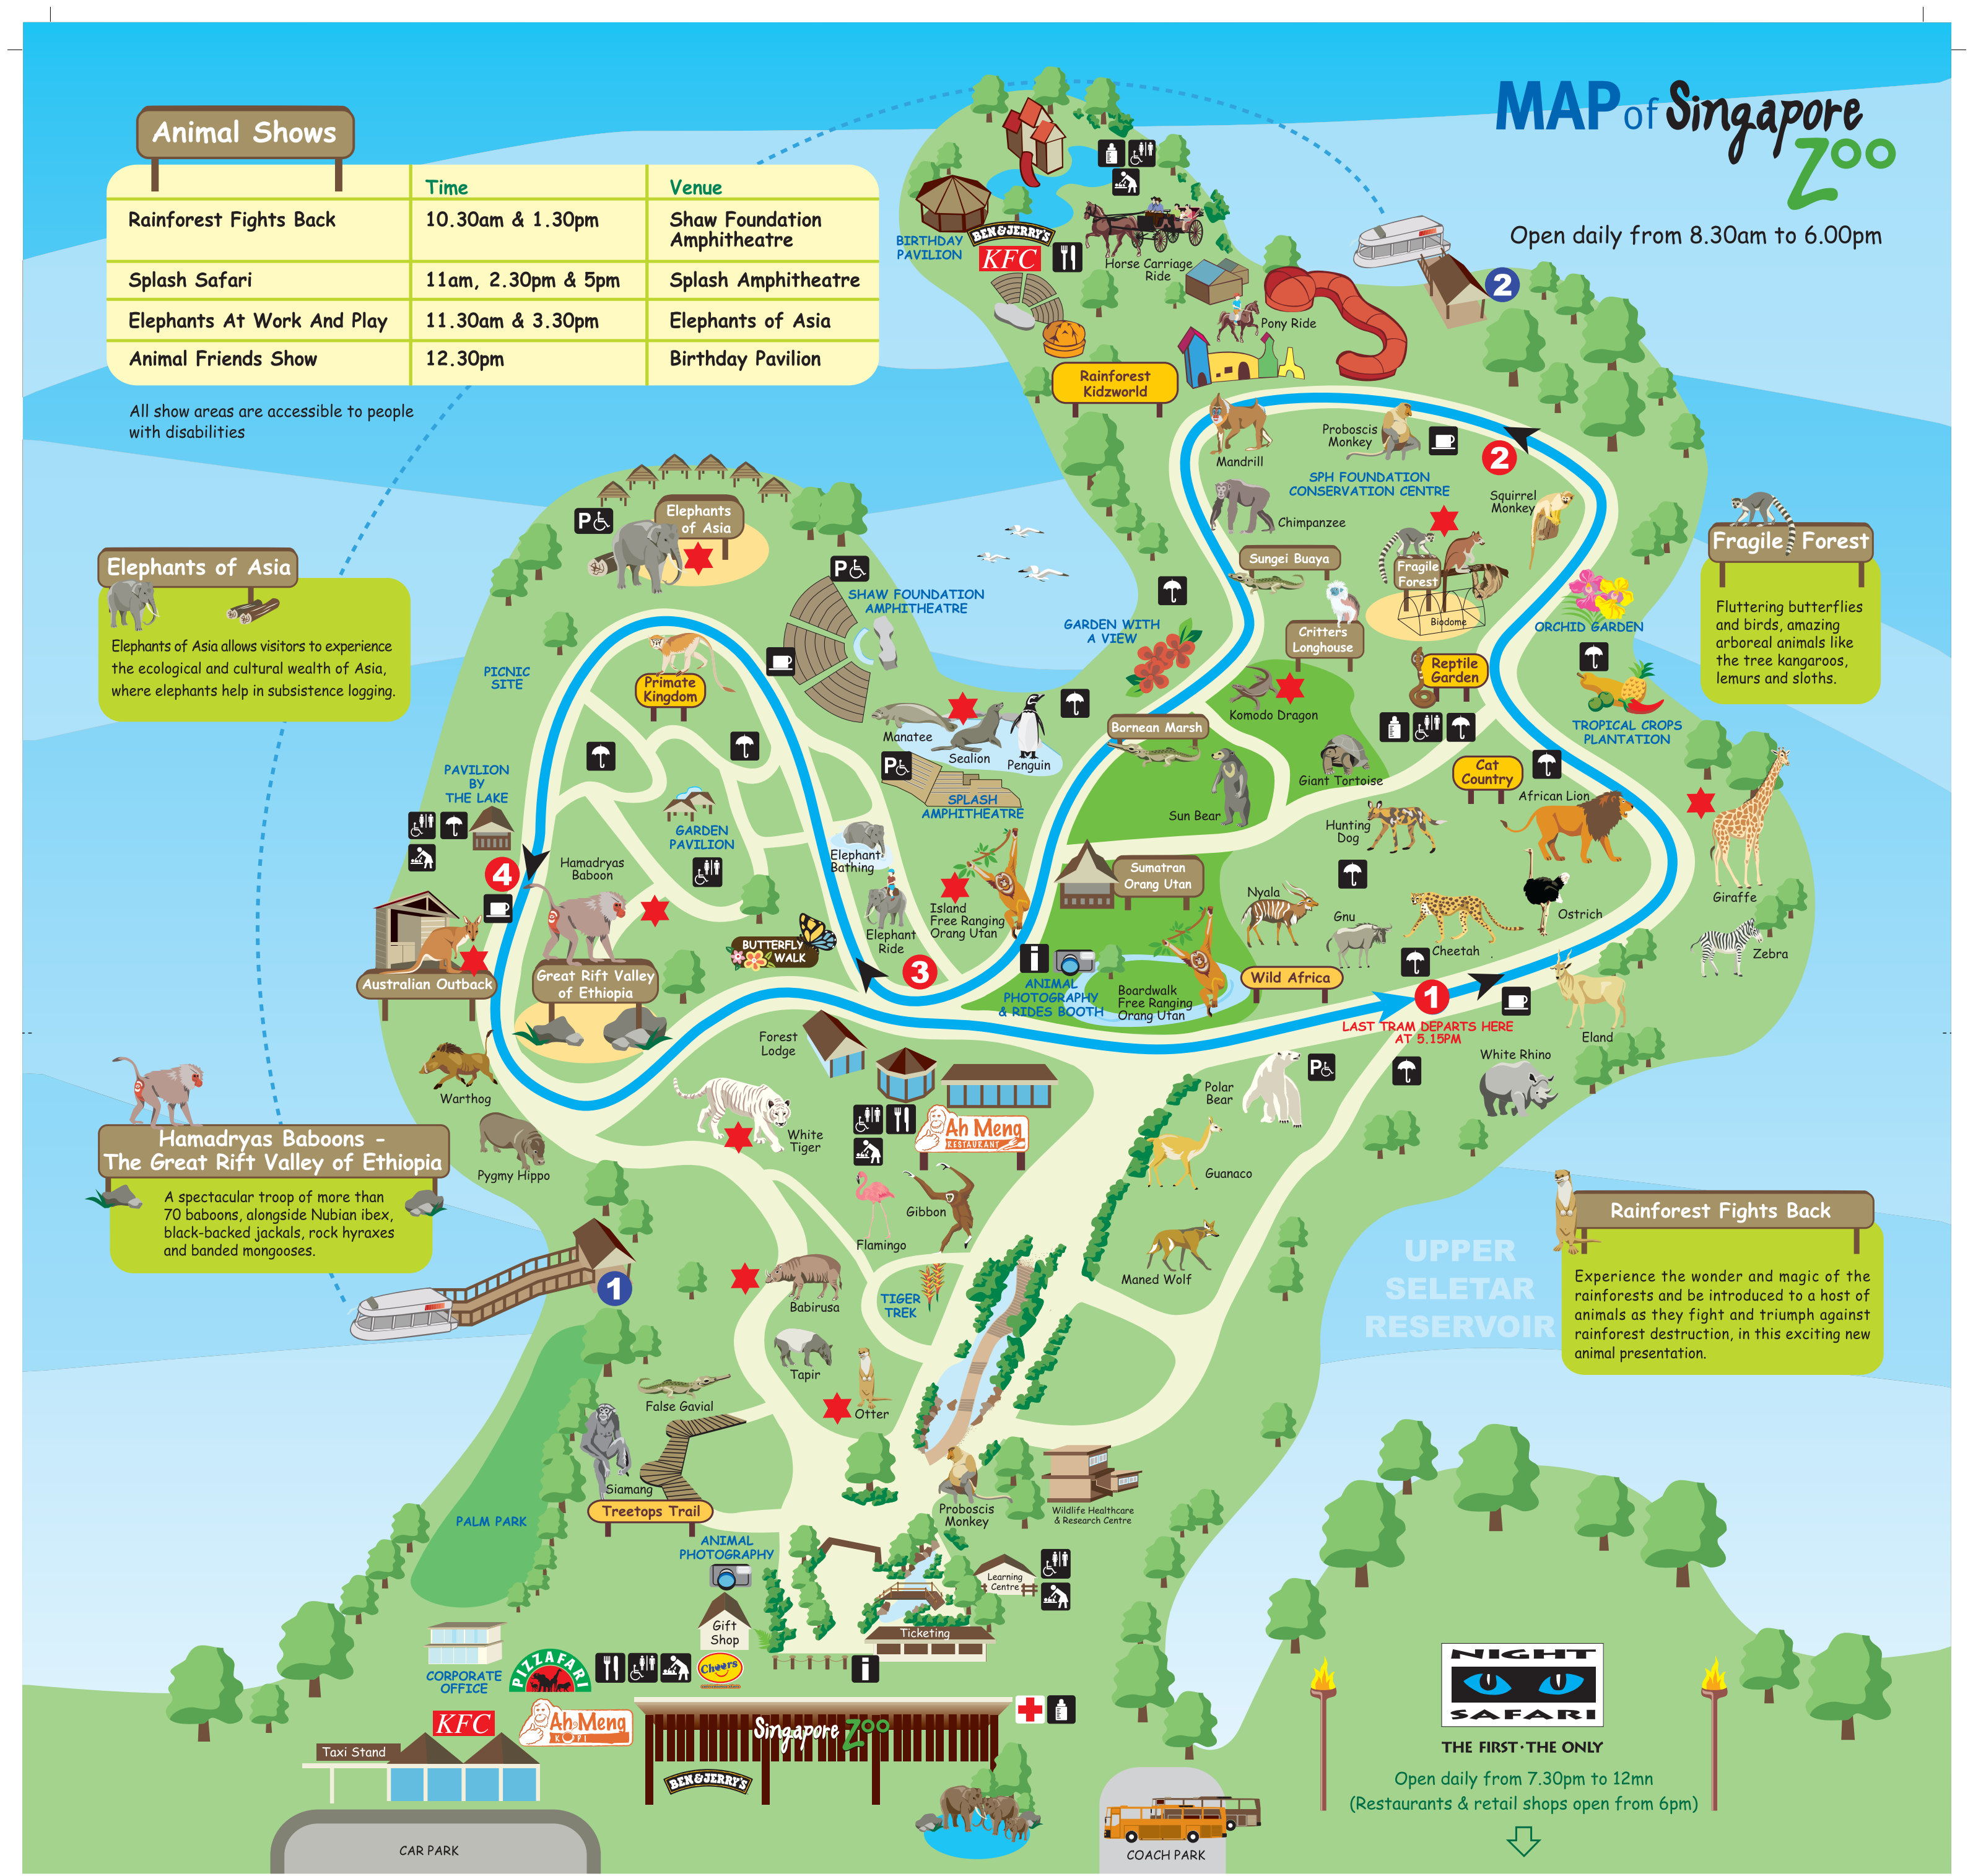 MAP of Singapore
Zoo
Open daily from 8.30am to 6.00pm
Animal Shows
Time Venue
Rainforest Fights Back 10.30am & 1.30pm Shaw Foundation
Amphitheatre
Splash Safari 11am, 2.30pm & 5pm Splash Amphitheatre
Elephants At Work And Play 11.30am & 3.30pm Elephants of Asia
Animal Friends Show 12.30pm Birthday Pavilion
All show areas are accessible to people
with disabilities
BIRTHDAY
PAVILION
BEN & JERRY'S
KFC
Horse Carriage
Ride
2
Pony Ride
Rainforest
Kidzworld
Mandrill
Proboscis
Monkey
2
SPH FOUNDATION
CONSERVATION CENTRE
Squirrel
Monkey
Chimpanzee
Sungei Buaya
Fragile
Forest
Biodome
Critters
Longhouse
ORCHID GARDEN
Reptile
Garden
Komodo Dragon
TROPICAL CROPS
PLANTATION
Giant Tortoise
Cat
Country
African Lion
Hunting
Dog
Sun Bear
Bornean Marsh
GARDEN WITH
A VIEW
Fragile Forest
Fluttering butterflies
and birds, amazing
arboreal animals like
the tree kangaroos,
lemurs and sloths.
P
Elephants
of Asia
P
SHAW FOUNDATION
AMPHITHEATRE
Elephants of Asia
Elephants of Asia allows visitors to experience
the ecological and cultural wealth of Asia,
where elephants help in subsistence logging.
PICNIC
SITE
Primate
Kingdom
Manatee
Sealion
Penguin
P
SPLASH
AMPHITHEATRE
PAVILION
BY
THE LAKE
GARDEN
PAVILION
Elephant
Bathing
4
Hamadryas
Baboon
Elephant
Ride
Island
Free Ranging
Orang Utan
Sumatran
Orang Utan
Nyala
Gnu
Cheetah
Ostrich
Giraffe
Zebra
BUTTERFLY
WALK
3
i
ANIMAL
PHOTOGRAPHY
& RIDES BOOTH
Boardwalk
Free Ranging
Orang Utan
Wild Africa
1
LAST TRAM DEPARTS HERE
AT 5.15PM
Eland
White Rhino
Australian Outback
Great Rift Valley
of Ethiopia
Forest
Lodge
Warthog
Pygmy Hippo
White
Tiger
Ah Meng
RESTAURANT
Polar
Bear
P
Guanaco
Maned Wolf
Flamingo
Gibbon
Hamadryas Baboons -
The Great Rift Valley of Ethiopia
A spectacular troop of more than
70 baboons, alongside Nubian ibex,
black-backed jackals, rock hyraxes
and banded mongooses.
1
Babirusa
TIGER
TREK
Tapir
Otter
False Gavial
Siamang
Treetops Trail
UPPER
SELETAR
RESERVOIR
Rainforest Fights Back
Experience the wonder and magic of the
rainforests and be introduced to a host of
animals as they fight and triumph against
rainforest destruction, in this exciting new
animal presentation.
PALM PARK
Proboscis
Monkey
Wildlife Healthcare
& Research Centre
ANIMAL
PHOTOGRAPHY
Learning
Centre
Gift
Shop
Ticketing
CORPORATE
OFFICE
PIZZAFARI
Cheers
i
KFC
Ah Meng
KOPI
Singapore Zoo
BEN & JERRY'S
Taxi Stand
CAR PARK
COACH PARK
NIGHT
SAFARI
THE FIRST · THE ONLY
Open daily from 7.30pm to 12mn
(Restaurants & retail shops open from 6pm)